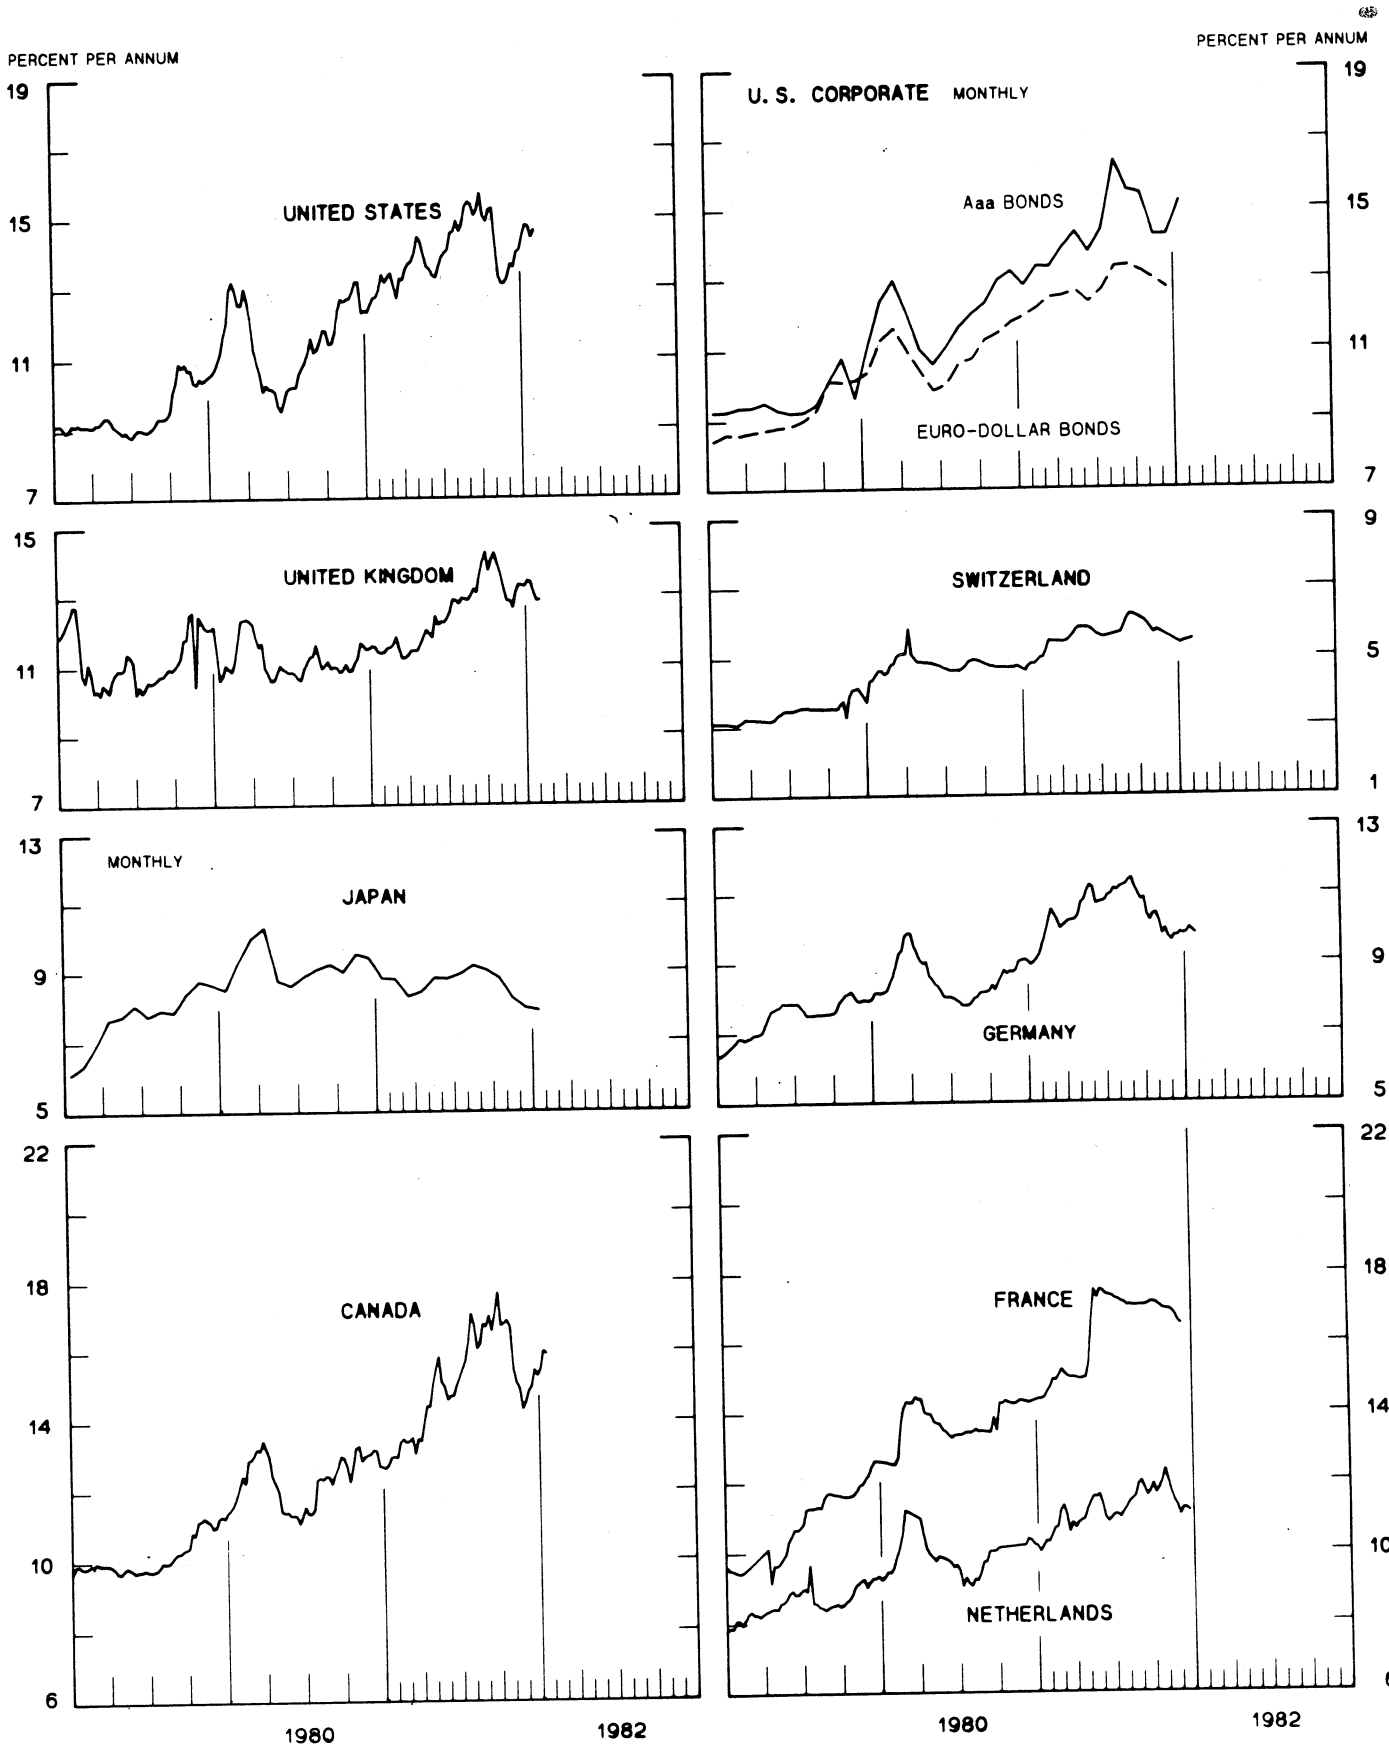 PERCENT PER ANNUM
PERCENT PER ANNUM
19
15
11
7
UNITED STATES
U. S. CORPORATE MONTHLY
Aaa BONDS
EURO-DOLLAR BONDS
19
15
11
7
15
11
7
UNITED KINGDOM
SWITZERLAND
9
5
1
13
9
5
MONTHLY
JAPAN
GERMANY
13
9
5
22
18
14
10
6
CANADA
FRANCE
NETHERLANDS
22
18
14
10
1980
1982
1980
1982